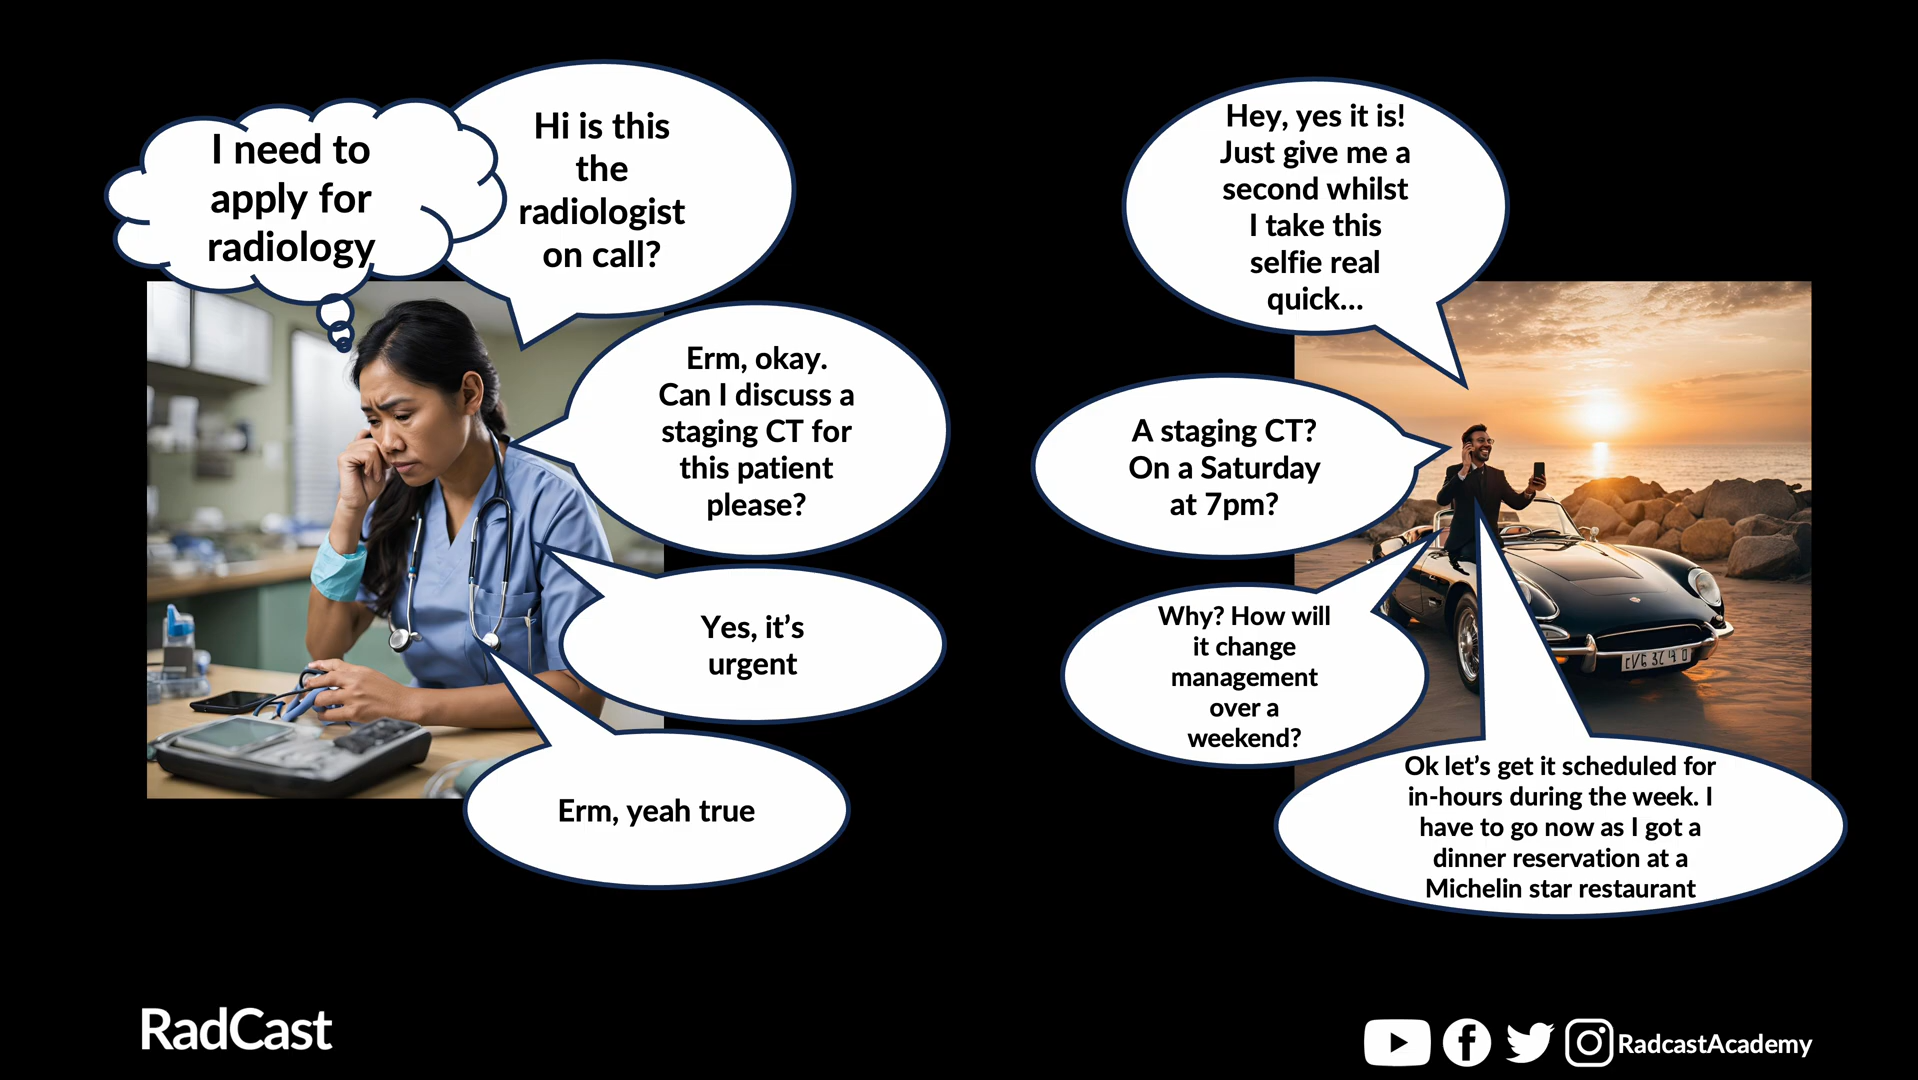 I need to
apply for
radiology
Hi is this
the
radiologist
on call?
Hey, yes it is!
Just give me a
second whilst
I take this
selfie real
quick...
Erm, okay.
Can I discuss a
staging CT for
this patient
please?
A staging CT?
On a Saturday
at 7pm?
Yes, it's
urgent
Why? How will
it change
management
over a
weekend?
Erm, yeah true
Ok let's get it scheduled for
in-hours during the week. I
have to go now as I got a
dinner reservation at a
Michelin star restaurant
RadCast
RadcastAcademy